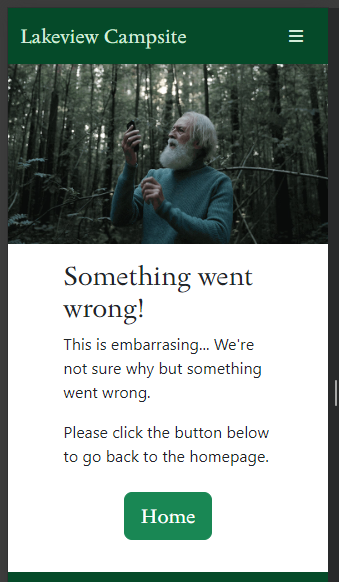 Lakeview Campsite
Something went
wrong!
This is embarrasing... We're
not sure why but something
went wrong.
Please click the button below
to go back to the homepage.
Home